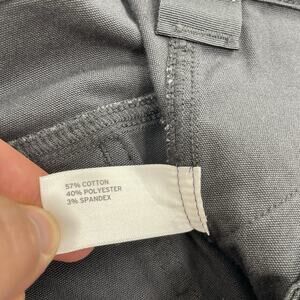 57% COTTON
40% POLYESTER
3% SPANDEX